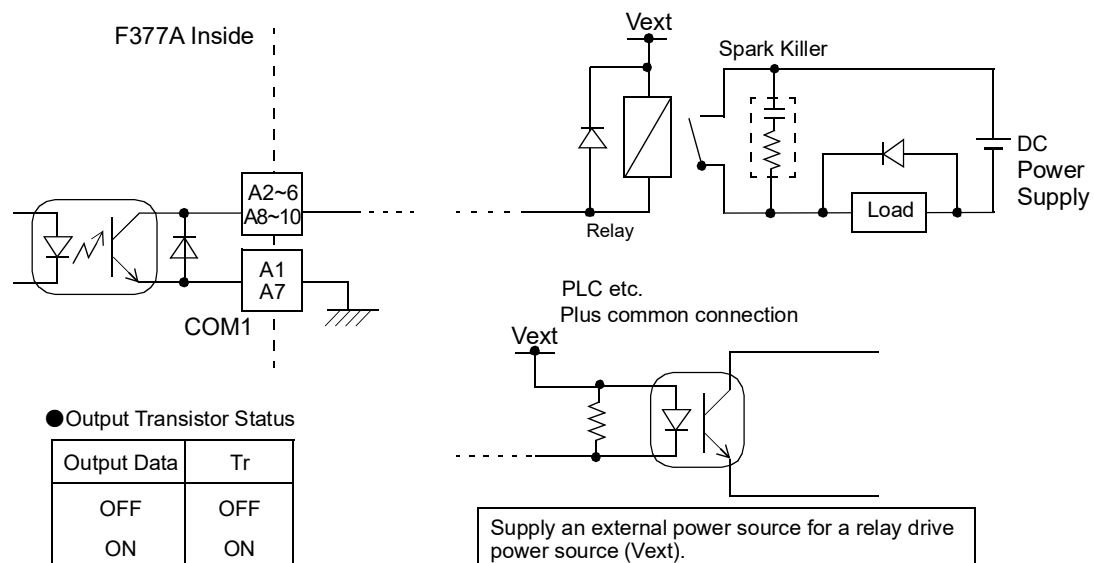 F377A Inside
Vext
Spark Killer
DC
Power
Supply
A2~6
A8~10
Load
Relay
A1
A7
COM1
PLC etc.
Plus common connection
Vext
●Output Transistor Status
Output Data Tr
OFF OFF
ON ON
Supply an external power source for a relay drive
power source (Vext).